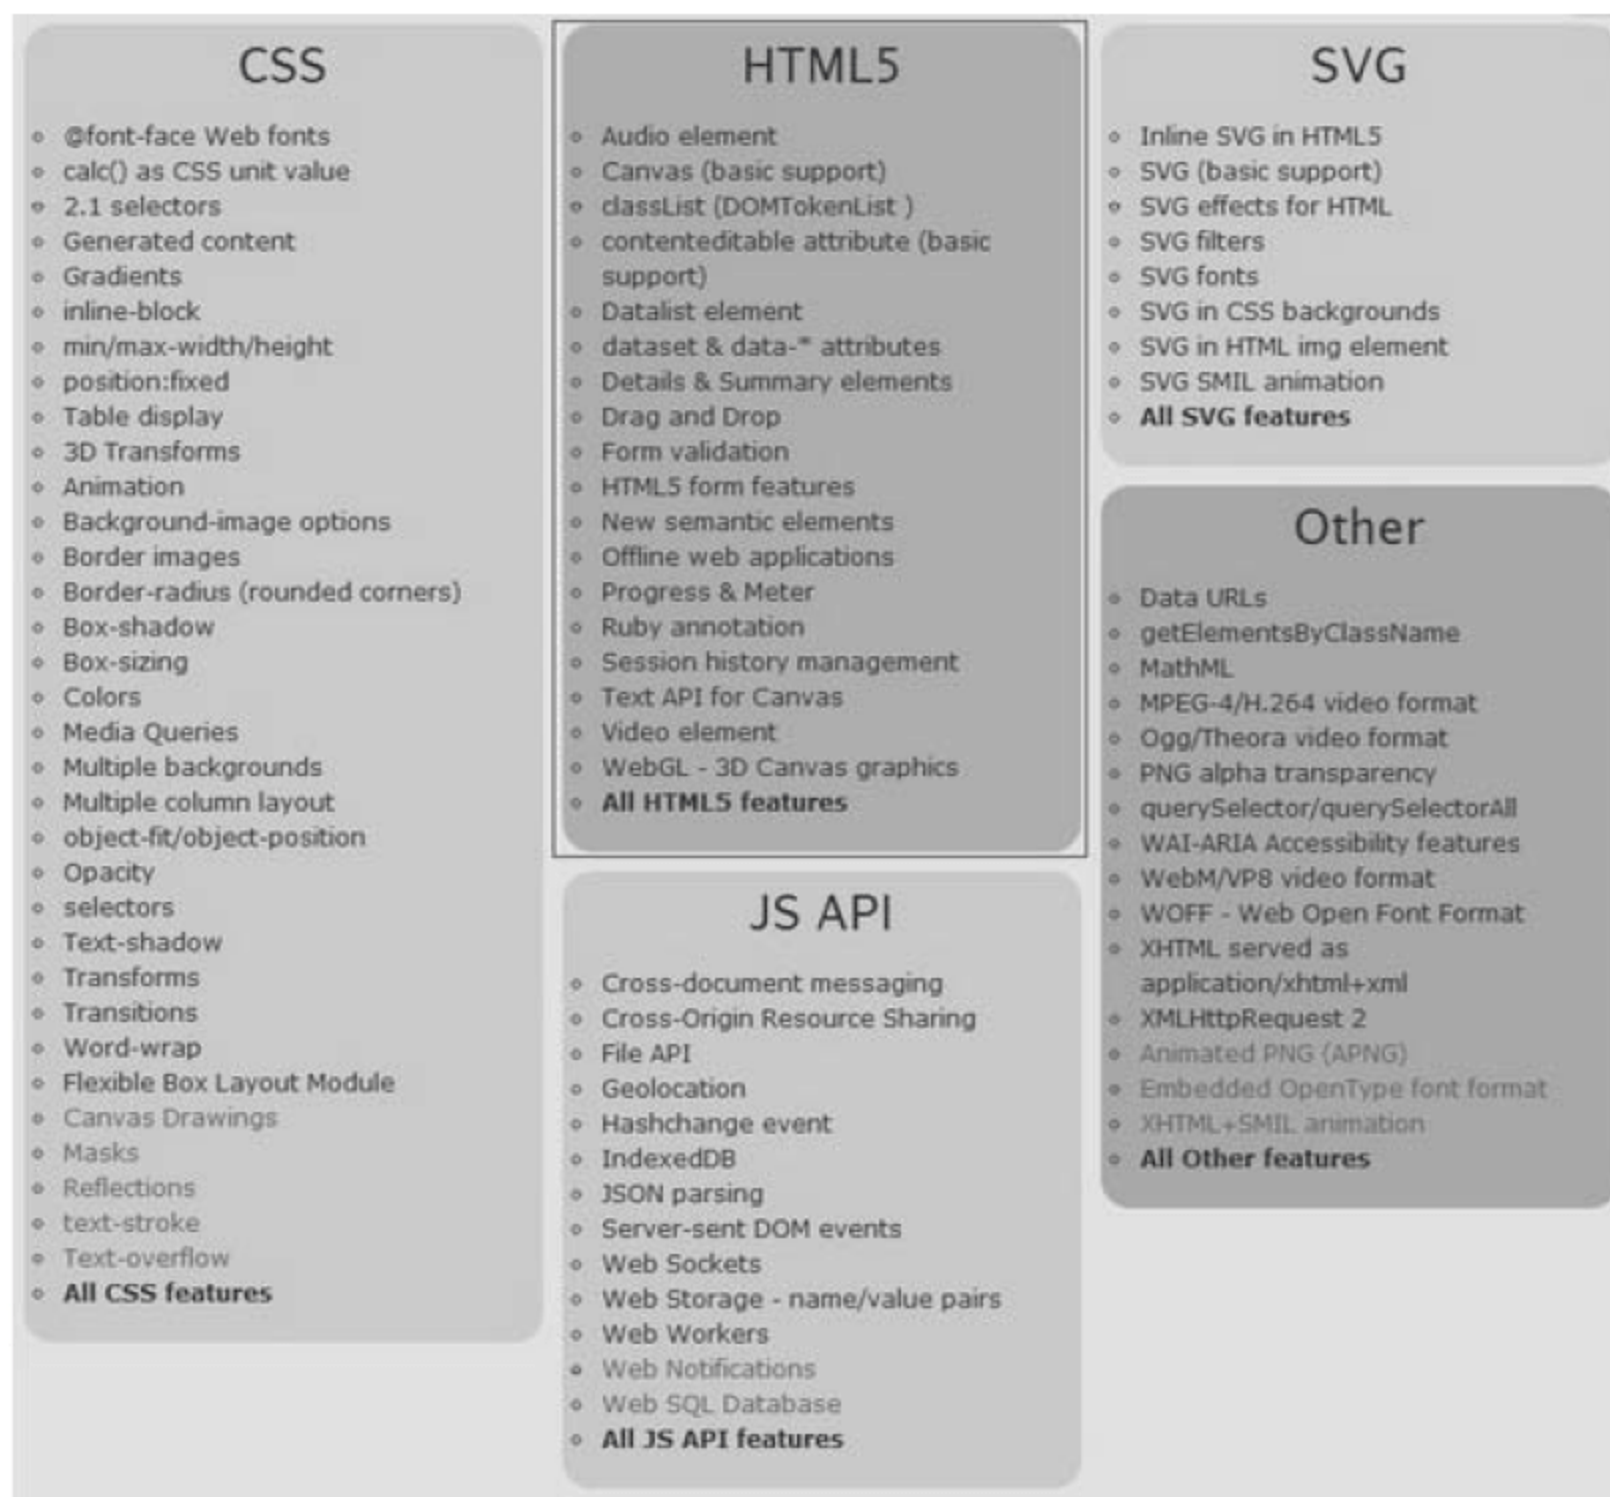 CSS
@font-face Web fonts
calc() as CSS unit value
2.1 selectors
Generated content
Gradients
inline-block
min/max-width/height
position:fixed
Table display
3D Transforms
Animation
Background-image options
Border images
Border-radius (rounded corners)
Box-shadow
Box-sizing
Colors
Media Queries
Multiple backgrounds
Multiple column layout
object-fit/object-position
Opacity
selectors
Text-shadow
Transforms
Transitions
Word-wrap
Flexible Box Layout Module
Canvas Drawings
Masks
Reflections
text-stroke
Text-overflow
All CSS features
HTML5
Audio element
Canvas (basic support)
classList (DOMTokenList )
contenteditable attribute (basic
support)
Datalist element
dataset & data-* attributes
Details & Summary elements
Drag and Drop
Form validation
HTML5 form features
New semantic elements
Offline web applications
Progress & Meter
Ruby annotation
Session history management
Text API for Canvas
Video element
WebGL - 3D Canvas graphics
All HTML5 features
JS API
Cross-document messaging
Cross-Origin Resource Sharing
File API
Geolocation
Hashchange event
IndexedDB
JSON parsing
Server-sent DOM events
Web Sockets
Web Storage - name/value pairs
Web Workers
Web Notifications
Web SQL Database
All JS API features
SVG
Inline SVG in HTML5
SVG (basic support)
SVG effects for HTML
SVG filters
SVG fonts
SVG in CSS backgrounds
SVG in HTML img element
SVG SMIL animation
All SVG features
Other
Data URLs
getElementsByClassName
MathML
MPEG-4/H.264 video format
Ogg/Theora video format
PNG alpha transparency
querySelector/querySelectorAll
WAI-ARIA Accessibility features
WebM/VP8 video format
WOFF - Web Open Font Format
XHTML served as
application/xhtml+xml
XMLHttpRequest 2
Animated PNG (APNG)
Embedded OpenType font format
XHTML+SMIL animation
All Other features